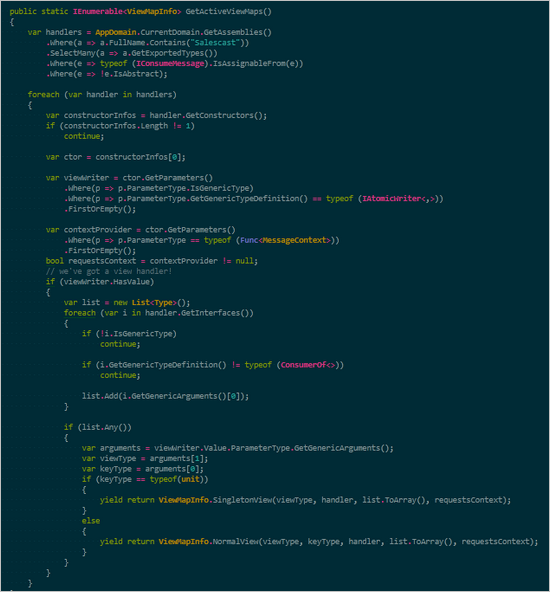 public static IEnumerable<ViewMapInfo> GetActiveViewMaps()
{
    var handlers = AppDomain.CurrentDomain.GetAssemblies()
        .Where(a => a.FullName.Contains("Salescast"))
        .SelectMany(a => a.GetExportedTypes())
        .Where(e => typeof (IConsumeMessage).IsAssignableFrom(e))
        .Where(e => !e.IsAbstract);

    foreach (var handler in handlers)
    {
        var constructorInfos = handler.GetConstructors();
        if (constructorInfos.Length != 1)
            continue;

        var ctor = constructorInfos[0];

        var viewWriter = ctor.GetParameters()
            .Where(p => p.ParameterType.IsGenericType)
            .Where(p => p.ParameterType.GetGenericTypeDefinition() == typeof (IAtomicWriter<,>))
            .FirstOrEmpty();

        var contextProvider = ctor.GetParameters()
            .Where(p => p.ParameterType == typeof (Func<MessageContext>))
            .FirstOrEmpty();
        bool requestsContext = contextProvider != null;
        // we've got a view handler!
        if (viewWriter.HasValue)
        {
            var list = new List<Type>();
            foreach (var i in handler.GetInterfaces())
            {
                if (!i.IsGenericType)
                    continue;

                if (i.GetGenericTypeDefinition() != typeof (ConsumerOf<>))
                    continue;

                list.Add(i.GetGenericArguments()[0]);
            }

            if (list.Any())
            {
                var arguments = viewWriter.Value.ParameterType.GetGenericArguments();
                var viewType = arguments[1];
                var keyType = arguments[0];
                if (keyType == typeof(unit))
                {
                    yield return ViewMapInfo.SingletonView(viewType, handler, list.ToArray(), requestsContext);
                }
                else
                {
                    yield return ViewMapInfo.NormalView(viewType, keyType, handler, list.ToArray(), requestsContext);
                }
            }
        }
    }